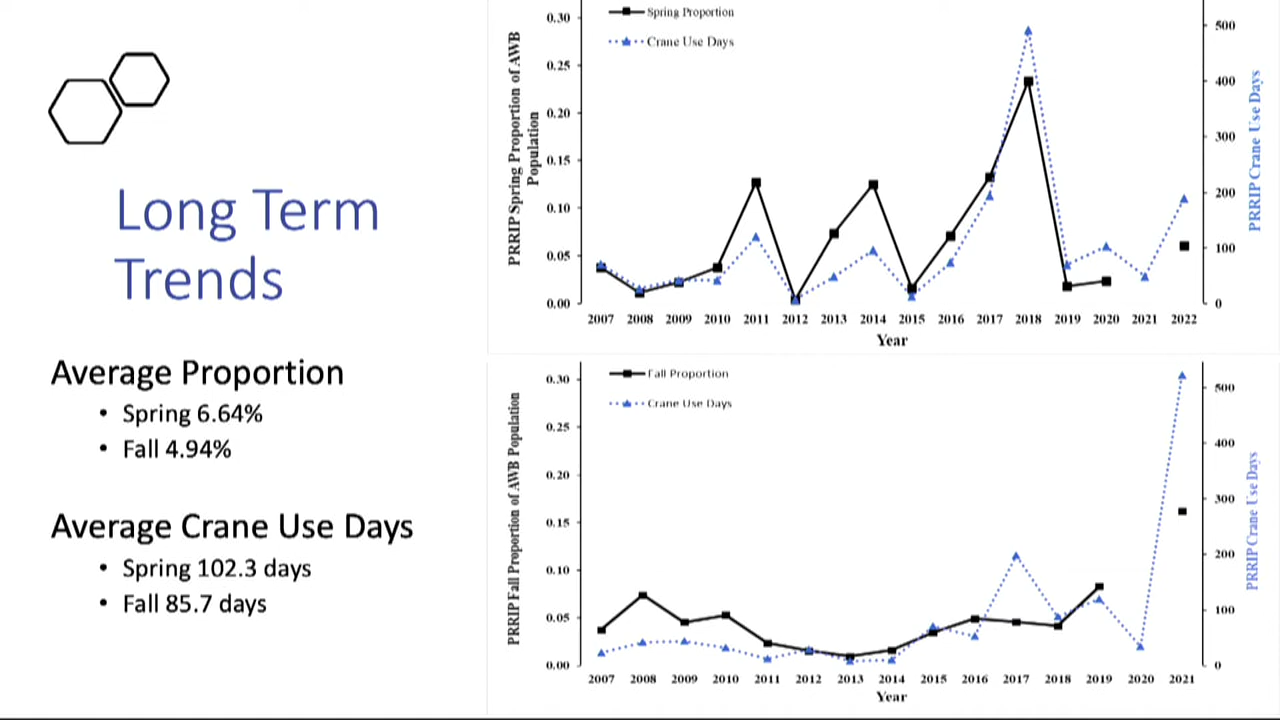 Long Term
Trends
Average Proportion
• Spring 6.64%
• Fall 4.94%
Average Crane Use Days
• Spring 102.3 days
• Fall 85.7 days
PRRIP Spring Proportion of AWB
Population
0.30
0.25
0.20
0.15
0.10
0.05
0.00
Spring Proportion
Crane Use Days
500
400
300
200
100
0
PRRIP Crane Use Days
2007 2008 2009 2010 2011 2012 2013 2014 2015 2016 2017 2018 2019 2020 2021 2022
Year
PRRIP Fall Proportion of AWB Population
0.30
0.25
0.20
0.15
0.10
0.05
0.00
Fall Proportion
Crane Use Days
500
400
300
200
100
0
PRRIP Crane Use Days
2007 2008 2009 2010 2011 2012 2013 2014 2015 2016 2017 2018 2019 2020 2021
Year